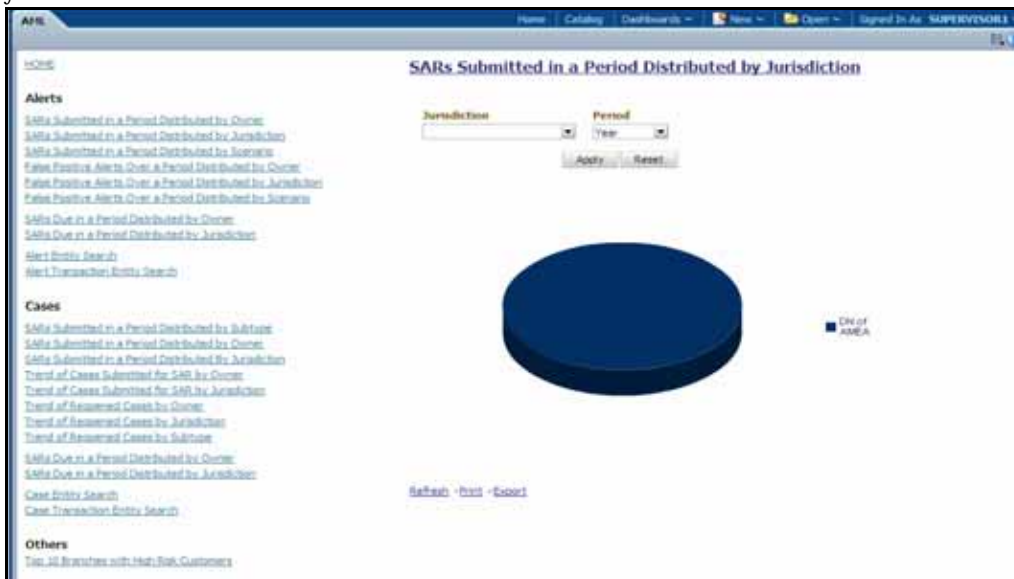 y
AML
Home Catalog Dashboards New Open Signed In As SUPERVISOR1
HOME
SARs Submitted in a Period Distributed by Jurisdiction
Alerts
SARs Submitted in a Period Distributed by Owner
SARs Submitted in a Period Distributed by Jurisdiction
SARs Submitted in a Period Distributed by Scenario
False Positive Alerts Over a Period Distributed by Owner
False Positive Alerts Over a Period Distributed by Jurisdiction
False Positive Alerts Over a Period Distributed by Scenario
SARs Due in a Period Distributed by Owner
SARs Due in a Period Distributed by Jurisdiction
Alert Entity Search
Alert Transaction Entity Search
Cases
SARs Submitted in a Period Distributed by Subtype
SARs Submitted in a Period Distributed by Owner
SARs Submitted in a Period Distributed By Jurisdiction
Trend of Cases Submitted for SAR by Owner
Trend of Cases Submitted for SAR by Jurisdiction
Trend of Reopened Cases by Owner
Trend of Reopened Cases by Jurisdiction
Trend of Reopened Cases by Subtype
SARs Due in a Period Distributed by Owner
SARs Due in a Period Distributed by Jurisdiction
Case Entity Search
Case Transaction Entity Search
Others
Top 10 Branches with High Risk Customers
Jurisdiction Period
Year
Apply Reset
DN of
AMEA
Refresh - Print - Export